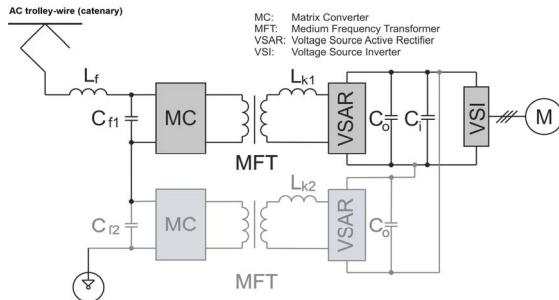 AC trolley-wire (catenary)
MC: Matrix Converter
MFT: Medium Frequency Transformer
VSAR: Voltage Source Active Rectifier
VSI: Voltage Source Inverter
Lf
Lk1
Cf1
MC
VSAR
Co
Ci
VSI
M
MFT
Lk2
Cf2
MC
VSAR
Co
MFT